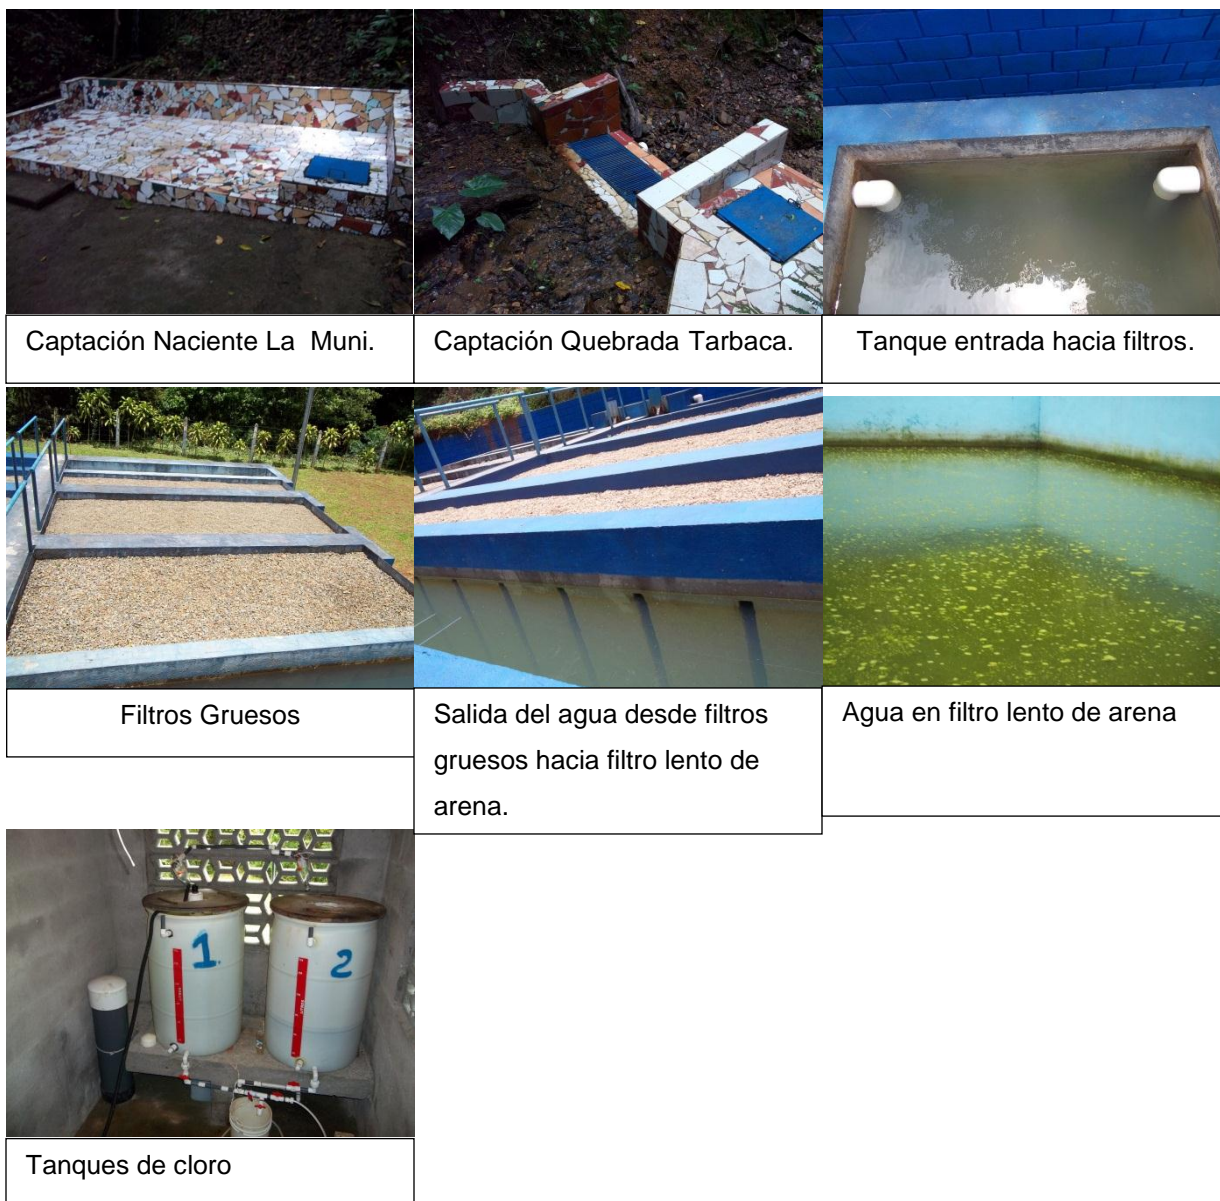 Captación Naciente La Muni.
Captación Quebrada Tarbaca.
Tanque entrada hacia filtros.
Filtros Gruesos
Salida del agua desde filtros
gruesos hacia filtro lento de
arena.
Agua en filtro lento de arena
1
2
Tanques de cloro